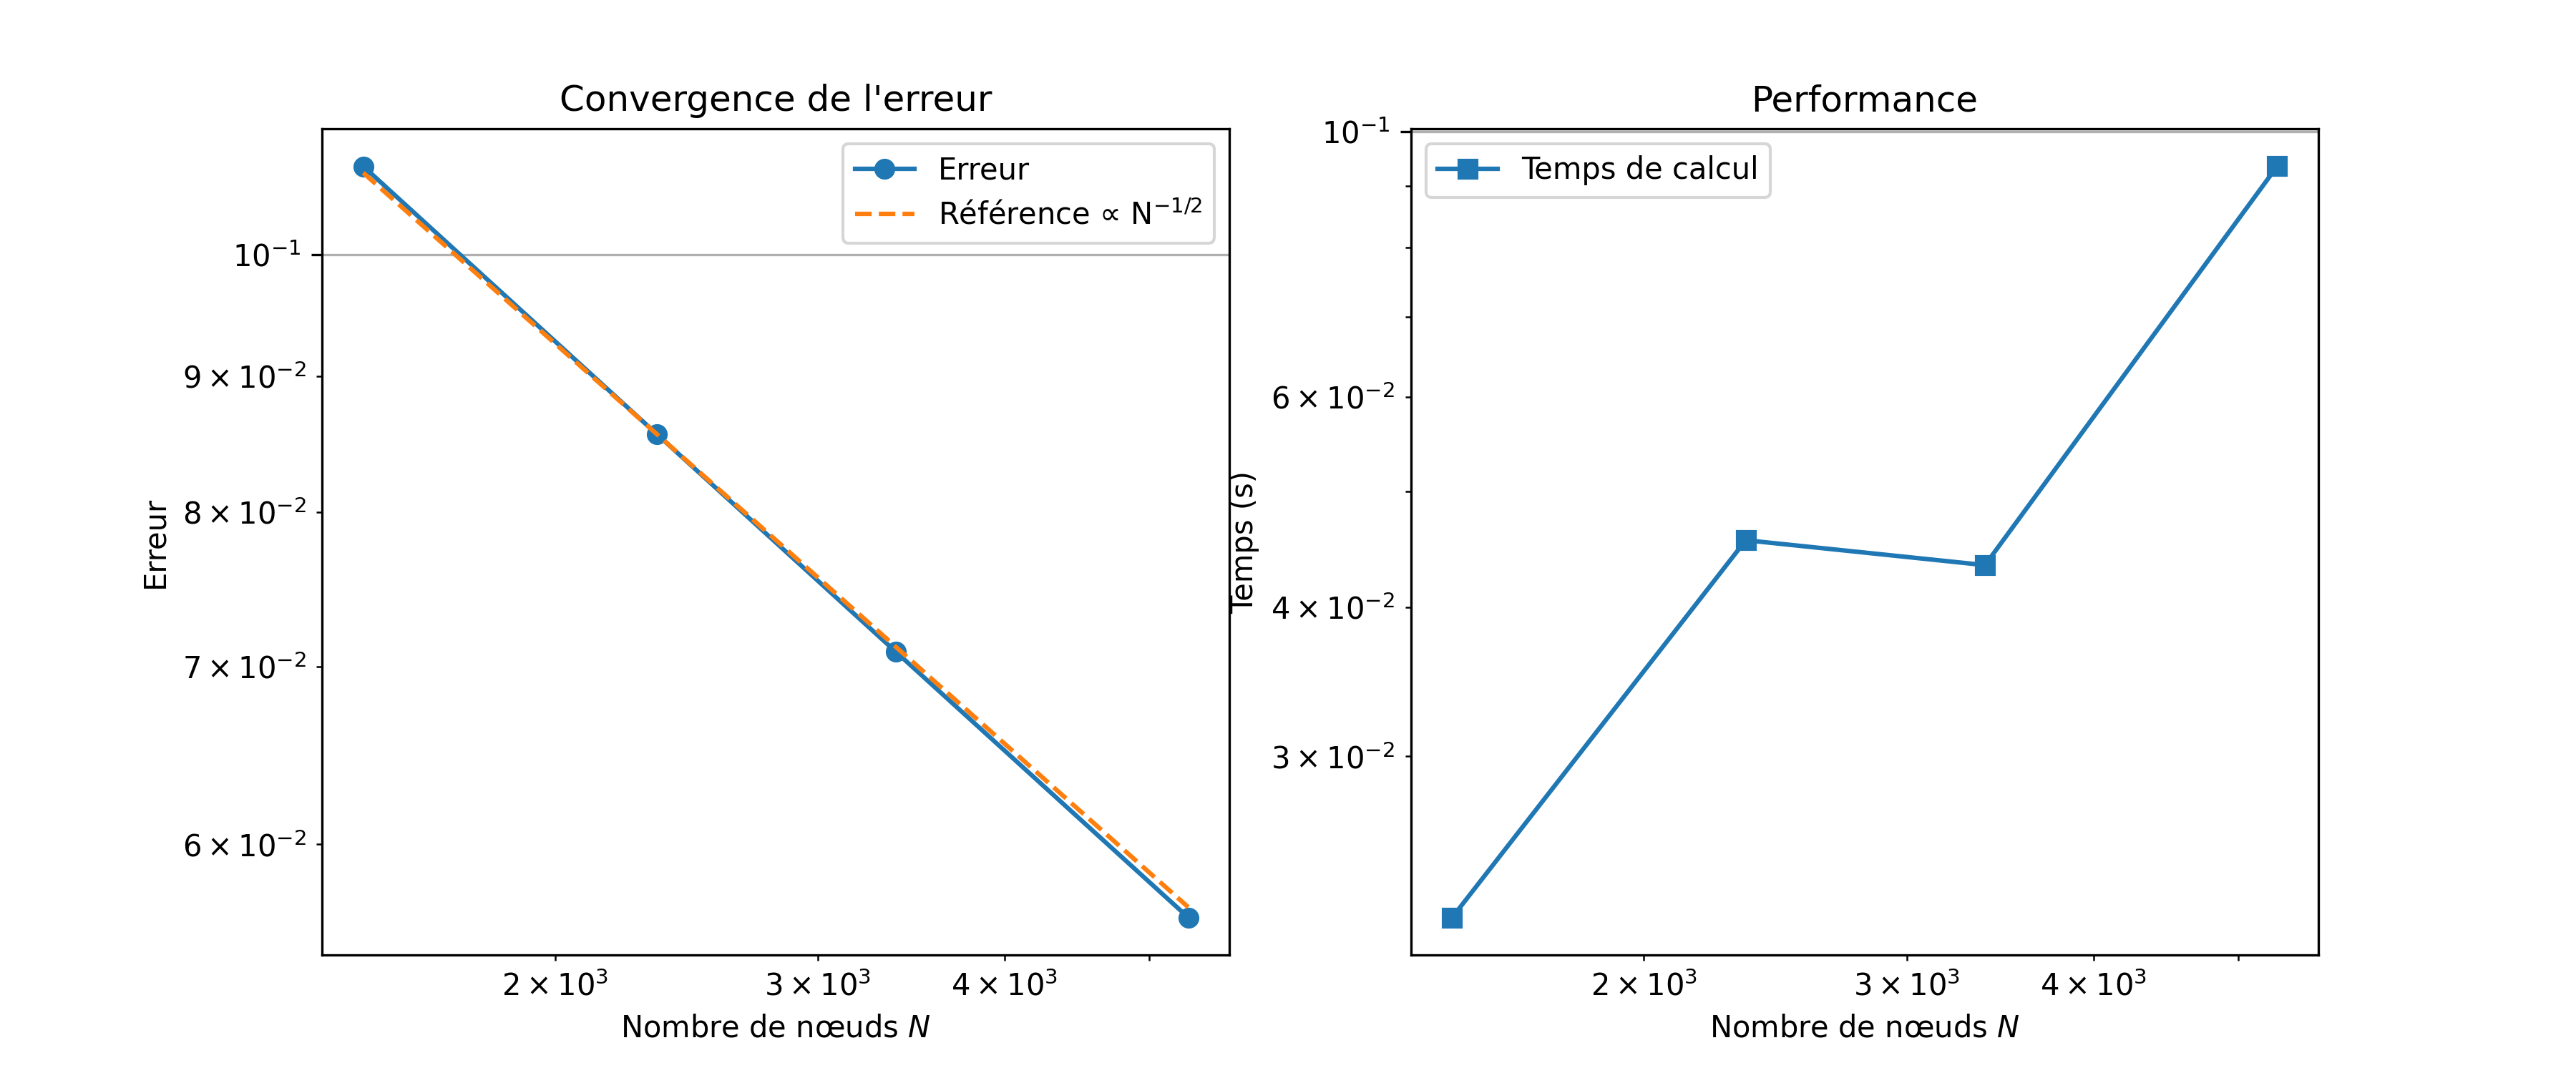 Convergence de l'erreur
Erreur
Référence ∝ N⁻¹/²
10⁻¹
9 × 10⁻²
8 × 10⁻²
7 × 10⁻²
6 × 10⁻²
Erreur
2 × 10³
3 × 10³
4 × 10³
Nombre de nœuds N
Performance
Temps de calcul
10⁻¹
6 × 10⁻²
4 × 10⁻²
3 × 10⁻²
Temps (s)
2 × 10³
3 × 10³
4 × 10³
Nombre de nœuds N